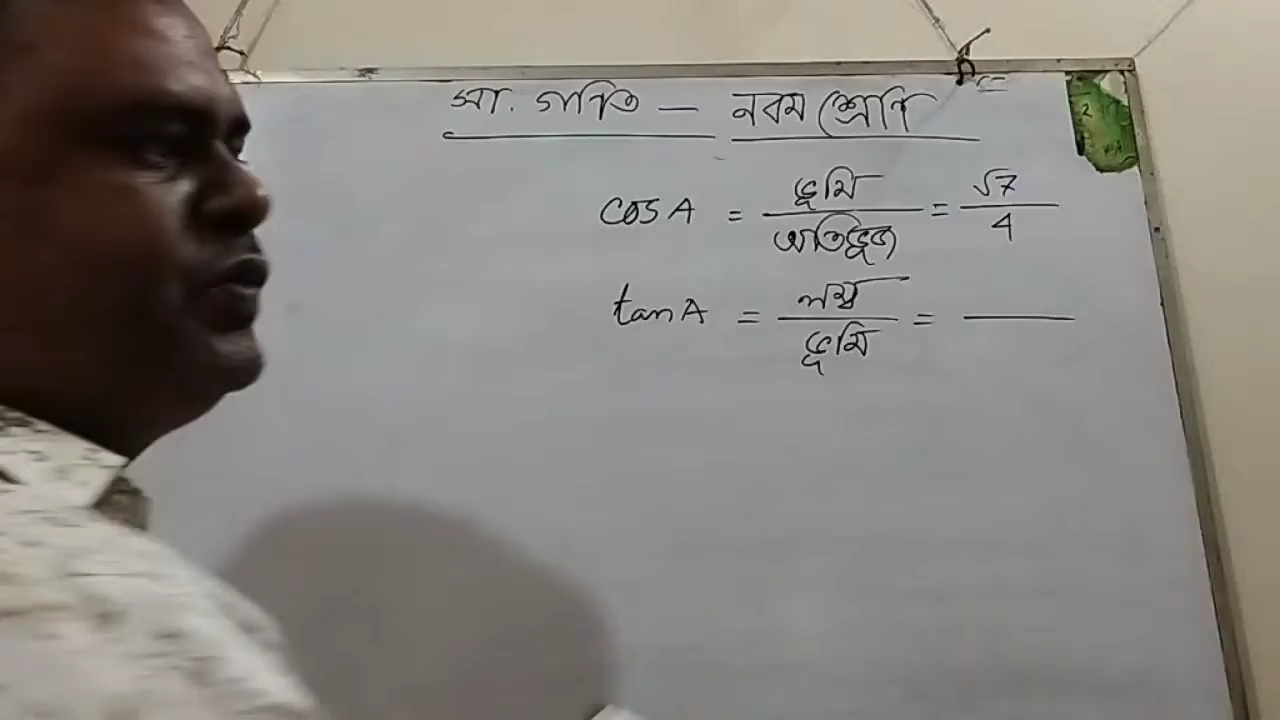 সা. গণিত — নবম শ্রেণি
cos A = ভূমি / অতিভুজ = √7 / 4
tan A = লম্ব / ভূমি =